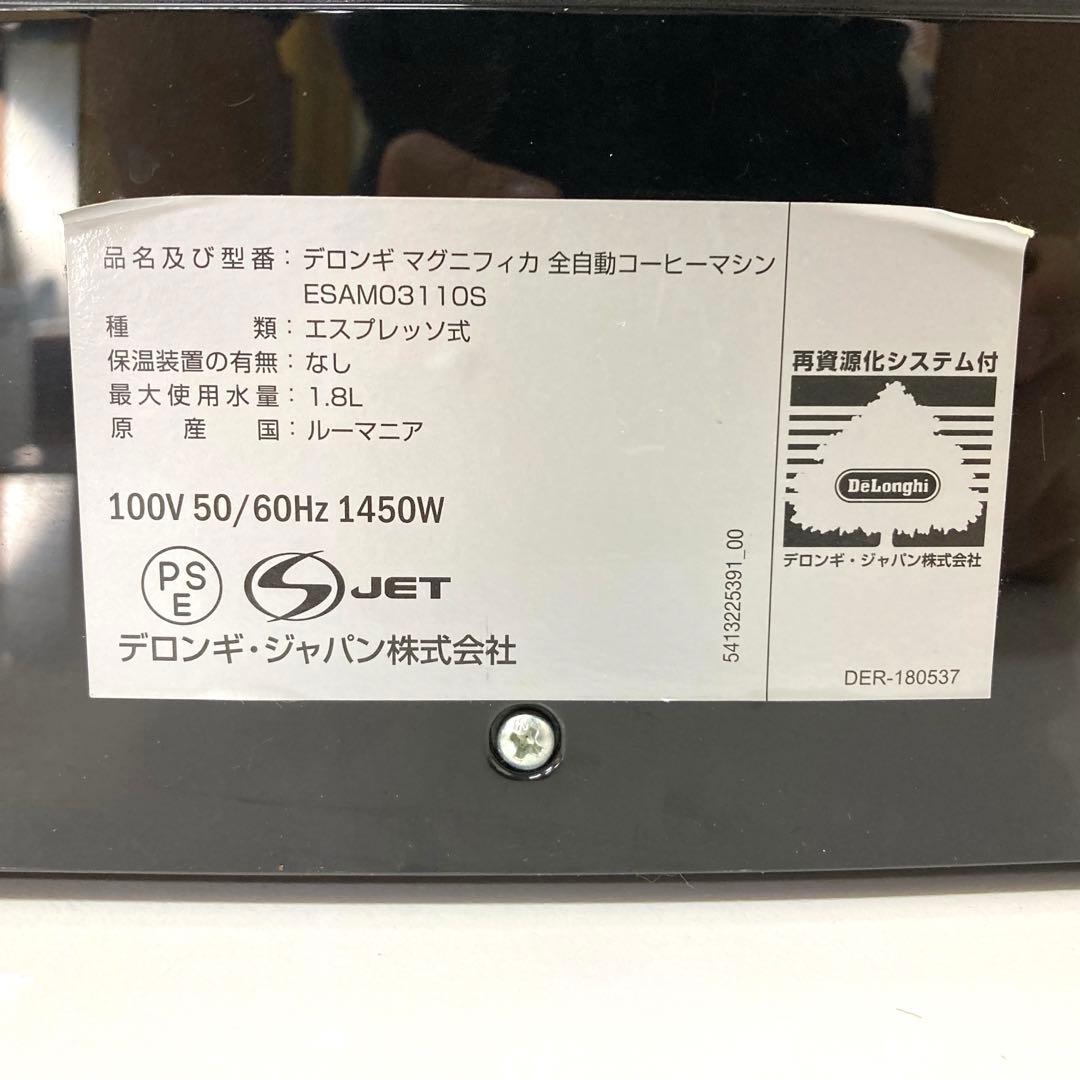 品名及び型番：デロンギ マグニフィカ 全自動コーヒーマシン
ESAM03110S
種類：エスプレッソ式
保温装置の有無：なし
最大使用水量：1.8L
原産国：ルーマニア
100V 50/60Hz 1450W
PSE
S JET
デロンギ・ジャパン株式会社
5413225391_00
再資源化システム付
DeLonghi
デロンギ・ジャパン株式会社
DER-180537